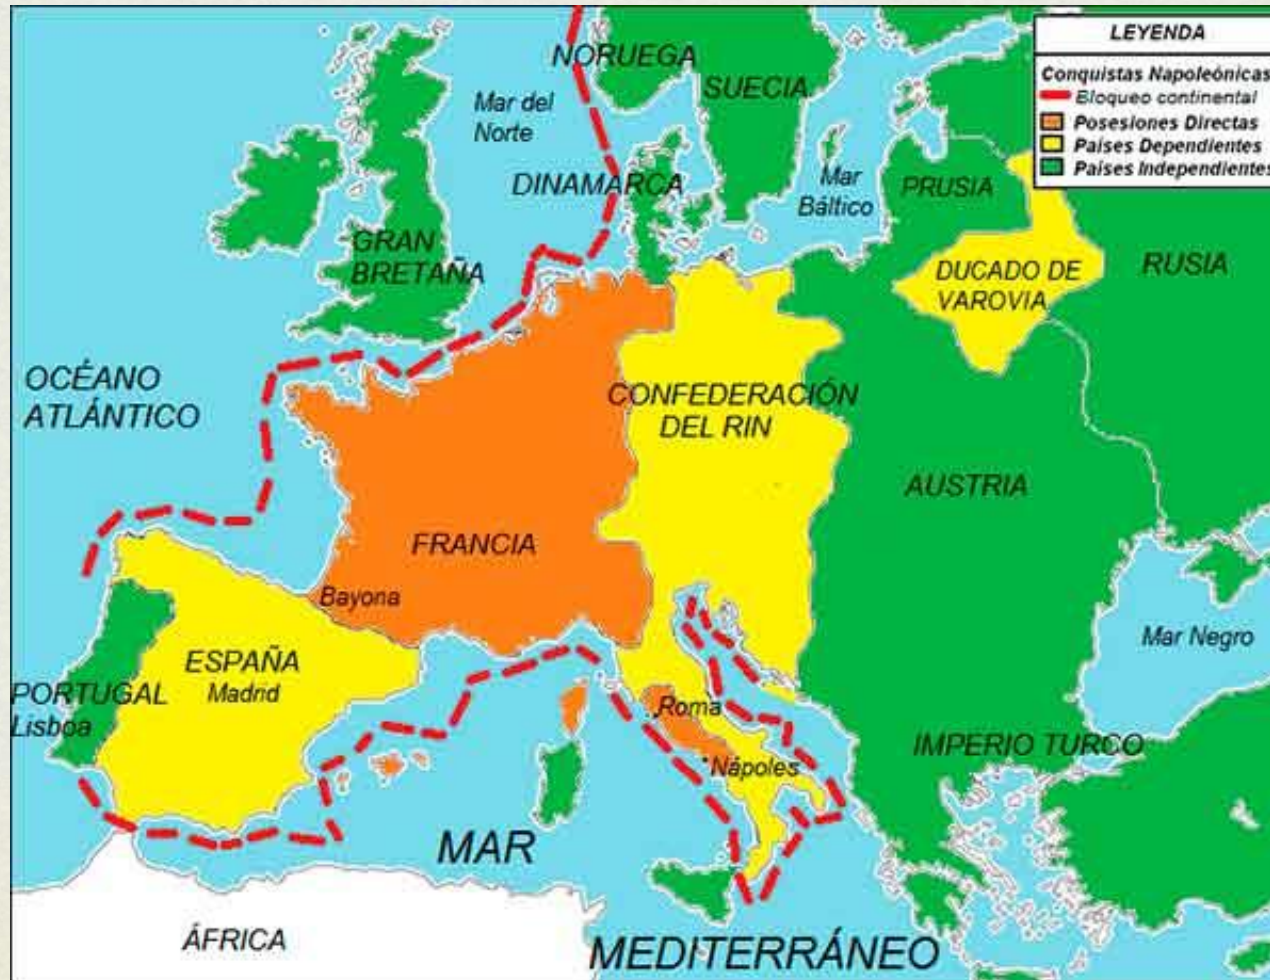 LEYENDA
Conquistas Napoleónicas
Bloqueo continental
Posesiones Directas
Países Dependientes
Países Independientes
NORUEGA
SUECIA
Mar del
Norte
DINAMARCA
Mar
Báltico
PRUSIA
GRAN
BRETAÑA
DUCADO DE
VAROVIA
RUSIA
OCÉANO
ATLÁNTICO
CONFEDERACIÓN
DEL RIN
AUSTRIA
FRANCIA
Bayona
Mar Negro
ESPAÑA
Madrid
PORTUGAL
Lisboa
Roma
Nápoles
IMPERIO TURCO
MAR
MEDITERRÁNEO
ÁFRICA